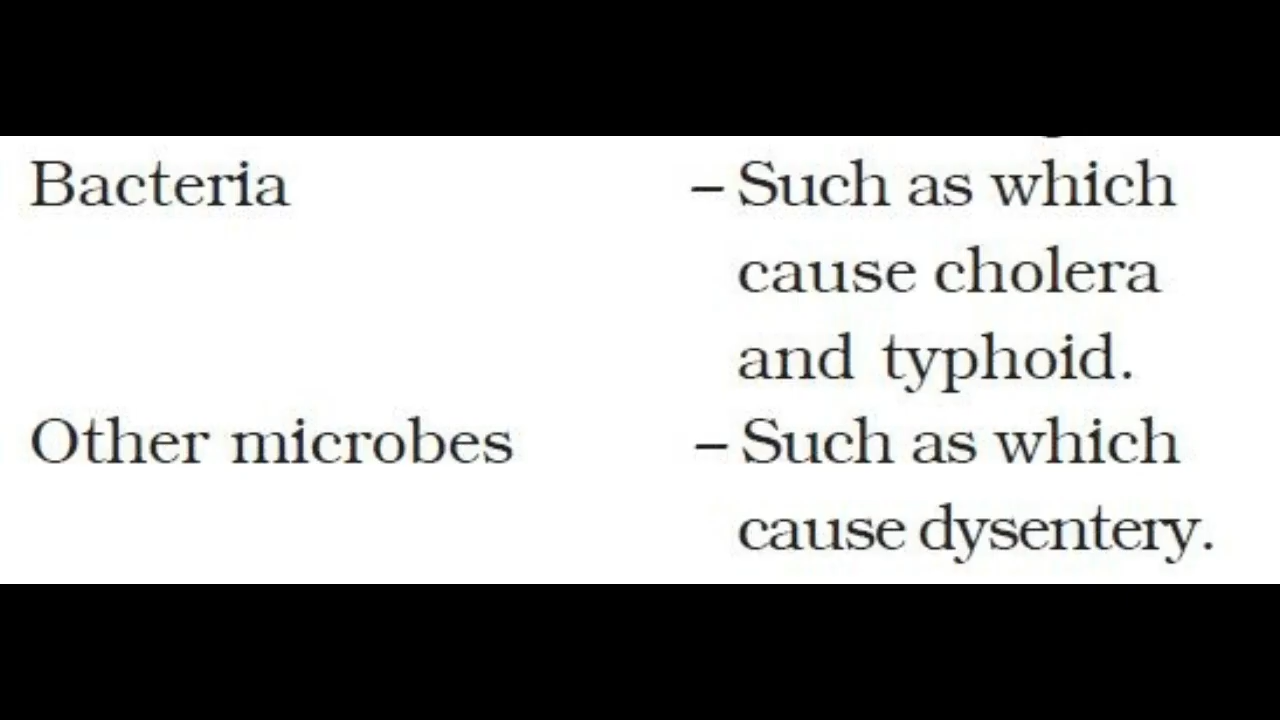 Bacteria – Such as which
cause cholera
and typhoid.
Other microbes – Such as which
cause dysentery.